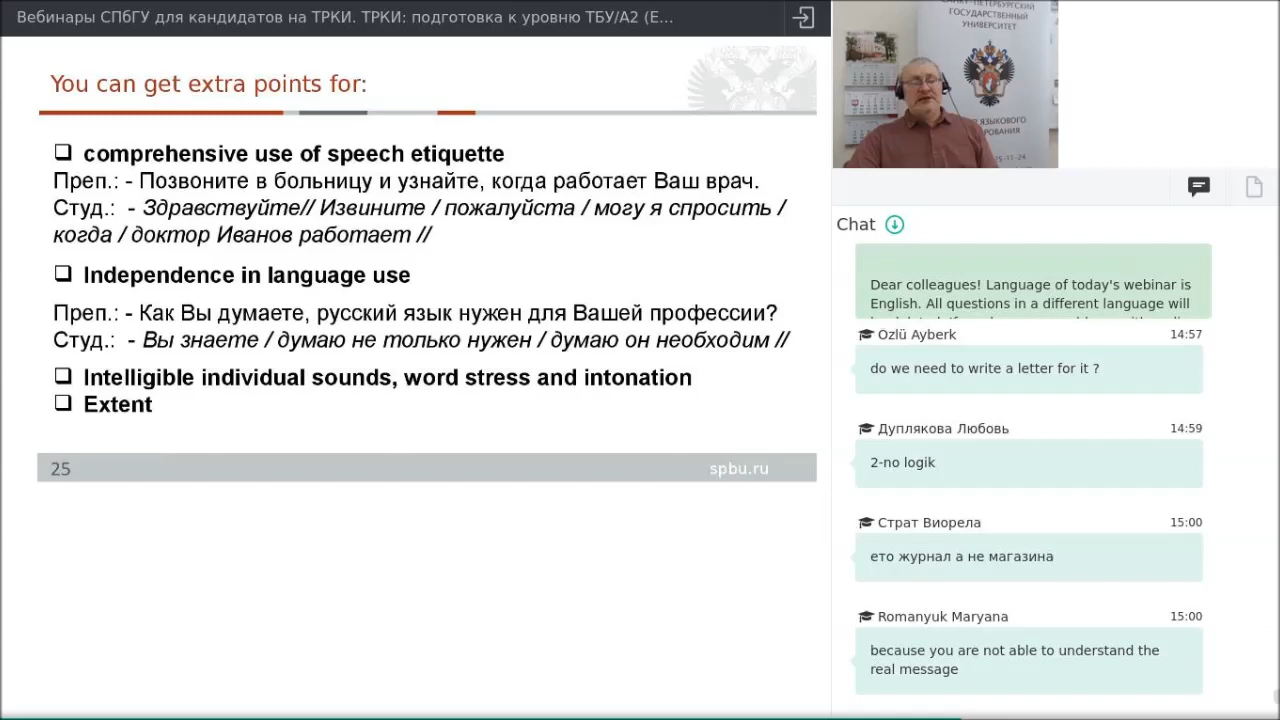 Вебинары СПбГУ для кандидатов на ТРКИ. ТРКИ: подготовка к уровню ТБУ/А2 (Е...
You can get extra points for:
comprehensive use of speech etiquette
Преп.: - Позвоните в больницу и узнайте, когда работает Ваш врач.
Студ.: - Здравствуйте// Извините / пожалуйста / могу я спросить /
когда / доктор Иванов работает //
Independence in language use
Преп.: - Как Вы думаете, русский язык нужен для Вашей профессии?
Студ.: - Вы знаете / думаю не только нужен / думаю он необходим //
Intelligible individual sounds, word stress and intonation
Extent
25
spbu.ru
ГОСУДАРСТВЕННЫЙ
УНИВЕРСИТЕТ
ЯЗЫКОВОГО
Chat
Dear colleagues! Language of today's webinar is
English. All questions in a different language will
Ozlü Ayberk
14:57
do we need to write a letter for it ?
Дуплякова Любовь
14:59
2-no logik
Страт Виорела
15:00
ето журнал а не магазина
Romanyuk Maryana
15:00
because you are not able to understand the
real message